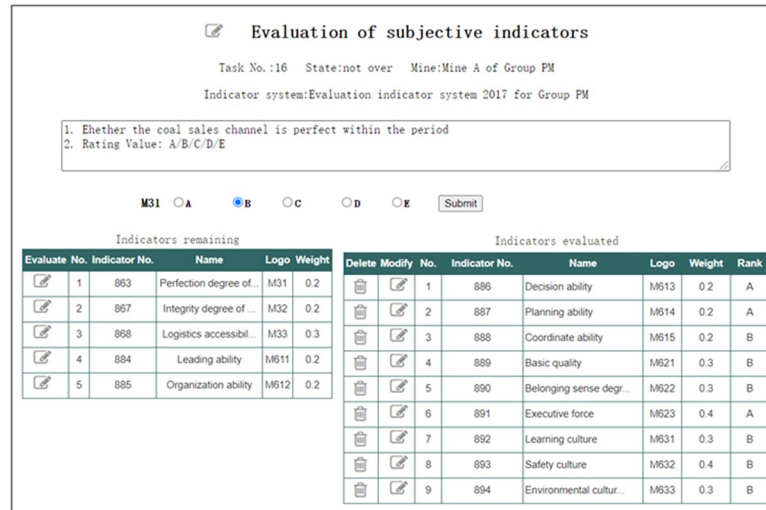 Evaluation of subjective indicators
Task No.:16 State:not over Mine:Mine A of Group PM
Indicator system:Evaluation indicator system 2017 for Group PM
1. Ehether the coal sales channel is perfect within the period
2. Rating Value: A/B/C/D/E
M31 A B C D E Submit
Indicators remaining
Evaluate No. Indicator No. Name Logo Weight
1 863 Perfection degree of... M31 0.2
2 867 Integrity degree of ... M32 0.2
3 868 Logistics accessibil... M33 0.3
4 884 Leading ability M611 0.2
5 885 Organization ability M612 0.2
Indicators evaluated
Delete Modify No. Indicator No. Name Logo Weight Rank
1 886 Decision ability M613 0.2 A
2 887 Planning ability M614 0.2 A
3 888 Coordinate ability M615 0.2 B
4 889 Basic quality M621 0.3 B
5 890 Belonging sense degr... M622 0.3 B
6 891 Executive force M623 0.4 A
7 892 Learning culture M631 0.3 B
8 893 Safety culture M632 0.4 B
9 894 Environmental cultur... M633 0.3 B